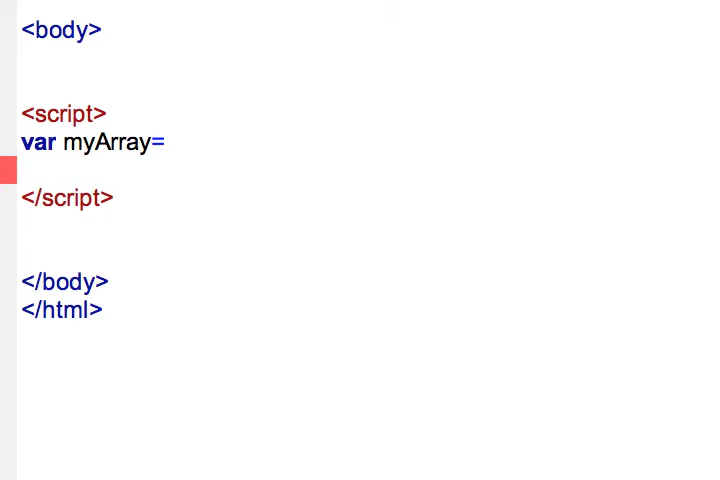 <body>
<script>
var myArray=
</script>
</body>
</html>